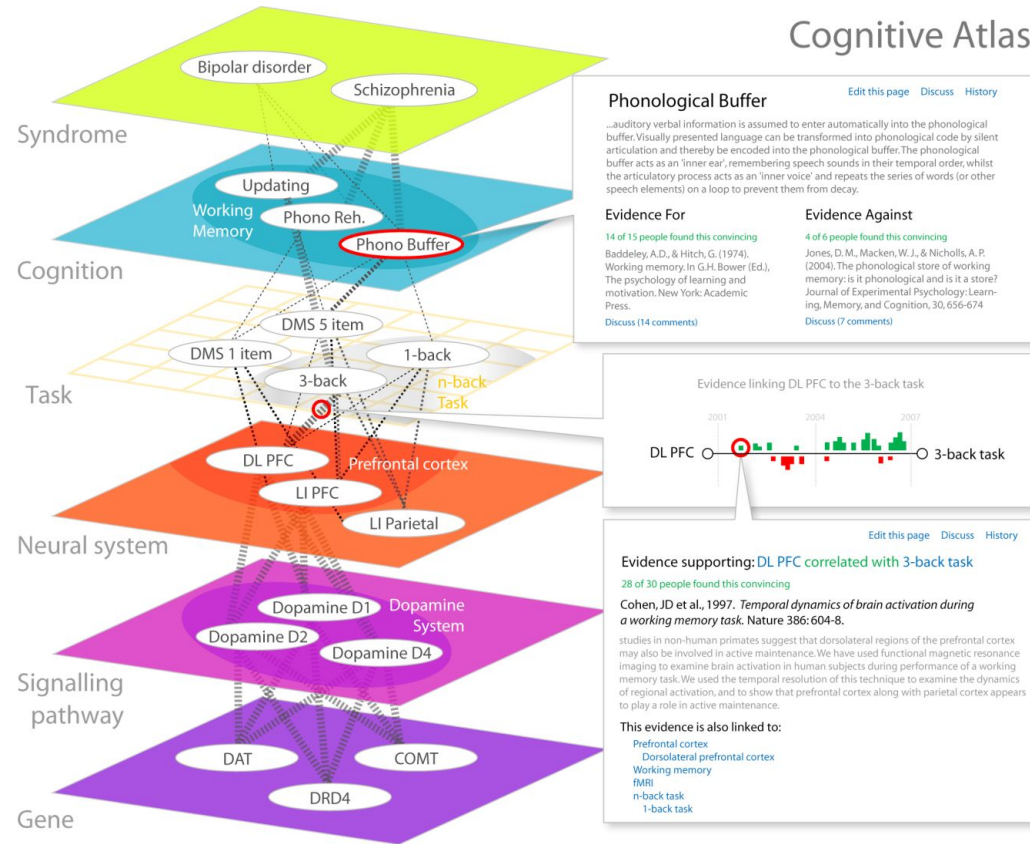 Cognitive Atlas
Bipolar disorder
Schizophrenia
Syndrome
Updating
Working
Memory
Phono Reh.
Phono Buffer
Cognition
DMS 5 item
DMS 1 item
1-back
3-back
n-back
Task
Task
DL PFC
Prefrontal cortex
LI PFC
LI Parietal
Neural system
Dopamine D1
Dopamine
System
Dopamine D2
Dopamine D4
Signalling
pathway
DAT
COMT
DRD4
Gene
Edit this page Discuss History
Phonological Buffer
...auditory verbal information is assumed to enter automatically into the phonological
buffer. Visually presented language can be transformed into phonological code by silent
articulation and thereby be encoded into the phonological buffer. The phonological
buffer acts as an 'inner ear', remembering speech sounds in their temporal order, whilst
the articulatory process acts as an 'inner voice' and repeats the series of words (or other
speech elements) on a loop to prevent them from decay.
Evidence For
14 of 15 people found this convincing
Baddeley, A.D., & Hitch, G. (1974).
Working memory. In G.H. Bower (Ed.),
The psychology of learning and
motivation. New York: Academic
Press.
Discuss (14 comments)
Evidence Against
4 of 6 people found this convincing
Jones, D. M., Macken, W. J., & Nicholls, A. P.
(2004). The phonological store of working
memory: is it phonological and is it a store?
Journal of Experimental Psychology: Learn-
ing, Memory, and Cognition, 30, 656-674
Discuss (7 comments)
Evidence linking DL PFC to the 3-back task
2001 2004 2007
DL PFC 3-back task
Edit this page Discuss History
Evidence supporting: DL PFC correlated with 3-back task
28 of 30 people found this convincing
Cohen, JD et al., 1997. Temporal dynamics of brain activation during
a working memory task. Nature 386: 604-8.
studies in non-human primates suggest that dorsolateral regions of the prefrontal cortex
may also be involved in active maintenance. We have used functional magnetic resonance
imaging to examine brain activation in human subjects during performance of a working
memory task. We used the temporal resolution of this technique to examine the dynamics
of regional activation, and to show that prefrontal cortex along with parietal cortex appears
to play a role in active maintenance.
This evidence is also linked to:
Prefrontal cortex
Dorsolateral prefrontal cortex
Working memory
fMRI
n-back task
1-back task